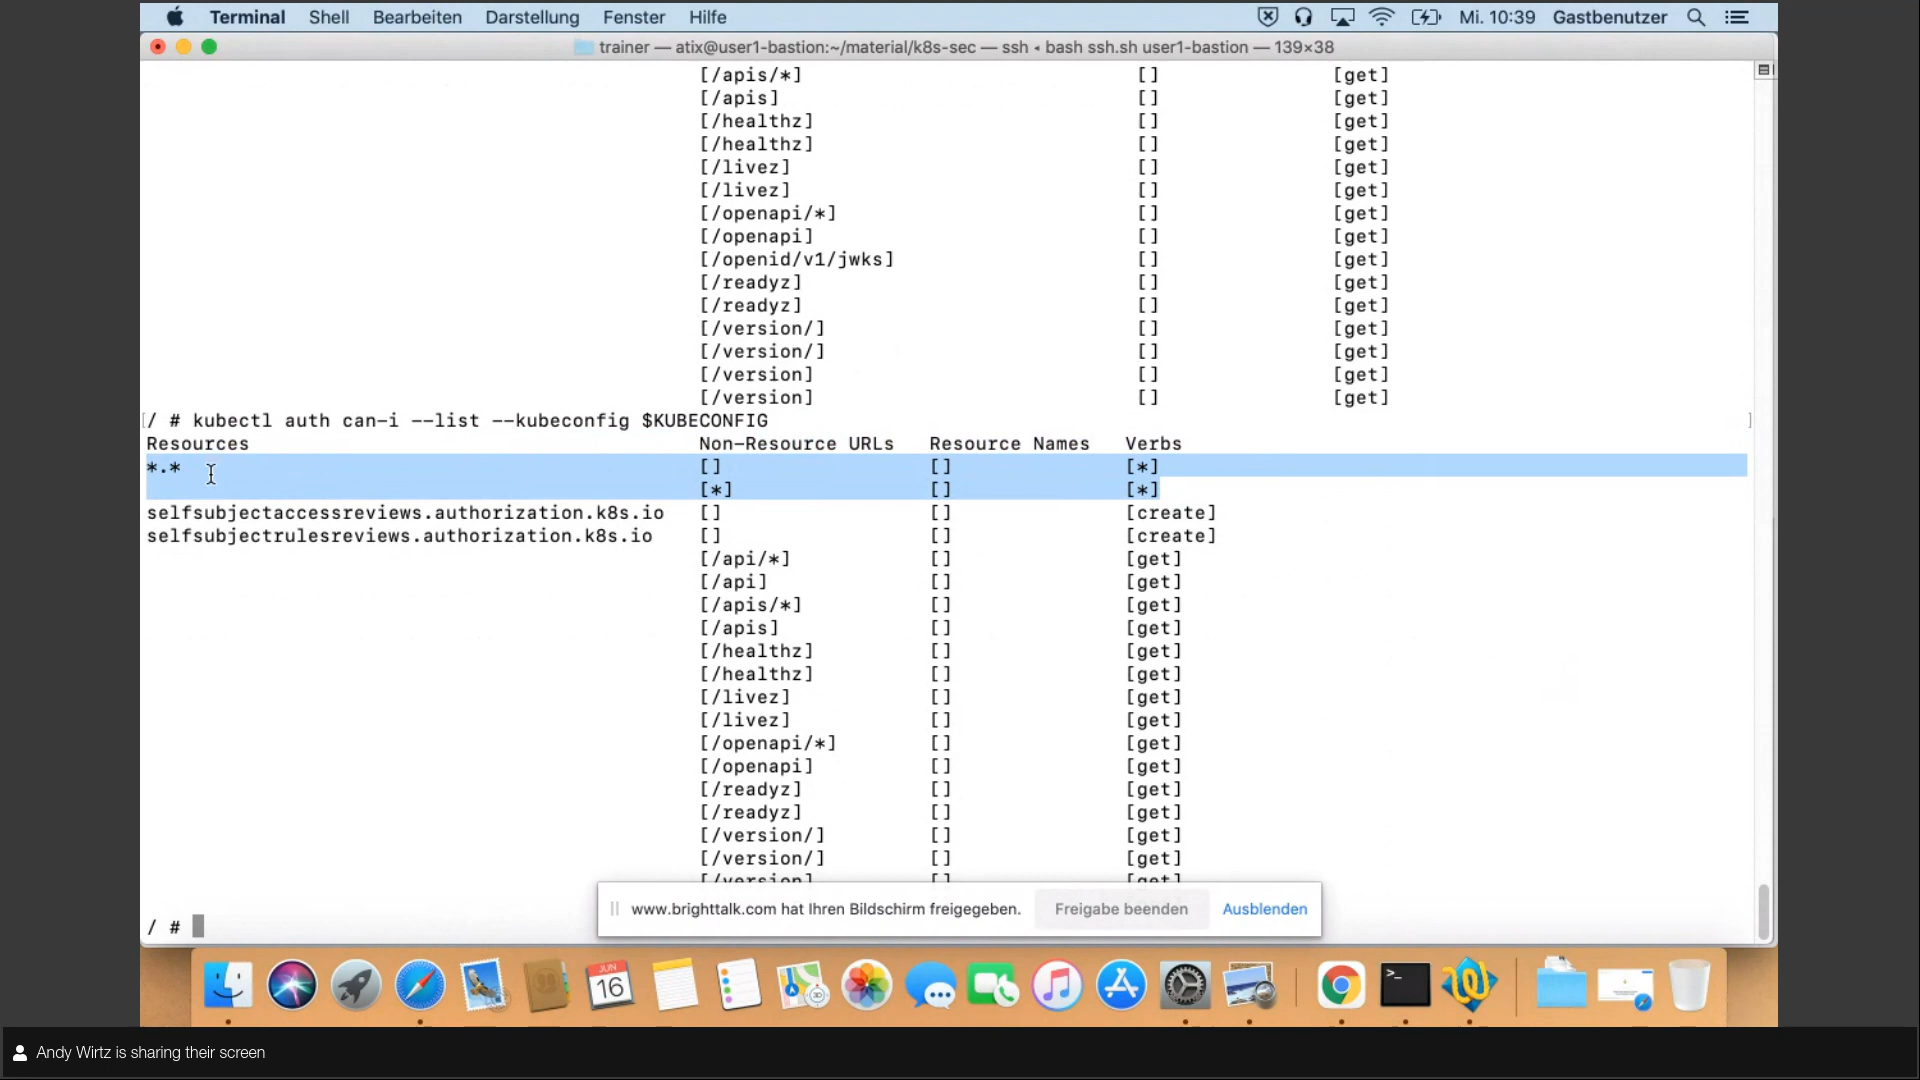 Terminal Shell Bearbeiten Darstellung Fenster Hilfe Mi. 10:39 Gastbenutzer
trainer — atix@user1-bastion:~/material/k8s-sec — ssh ◂ bash ssh.sh user1-bastion — 139×38
[/apis/*] [] [get]
[/apis] [] [get]
[/healthz] [] [get]
[/healthz] [] [get]
[/livez] [] [get]
[/livez] [] [get]
[/openapi/*] [] [get]
[/openapi] [] [get]
[/openid/v1/jwks] [] [get]
[/readyz] [] [get]
[/readyz] [] [get]
[/version/] [] [get]
[/version/] [] [get]
[/version] [] [get]
[/version] [] [get]
[/ # kubectl auth can-i --list --kubeconfig $KUBECONFIG ]
Resources Non-Resource URLs Resource Names Verbs
*.* [] [] [*]
[*] [] [*]
selfsubjectaccessreviews.authorization.k8s.io [] [] [create]
selfsubjectrulesreviews.authorization.k8s.io [] [] [create]
[/api/*] [] [get]
[/api] [] [get]
[/apis/*] [] [get]
[/apis] [] [get]
[/healthz] [] [get]
[/healthz] [] [get]
[/livez] [] [get]
[/livez] [] [get]
[/openapi/*] [] [get]
[/openapi] [] [get]
[/readyz] [] [get]
[/readyz] [] [get]
[/version/] [] [get]
[/version/] [] [get]
[/version] [] [get]
www.brighttalk.com hat Ihren Bildschirm freigegeben. Freigabe beenden Ausblenden
/ #
JUN
16
Andy Wirtz is sharing their screen